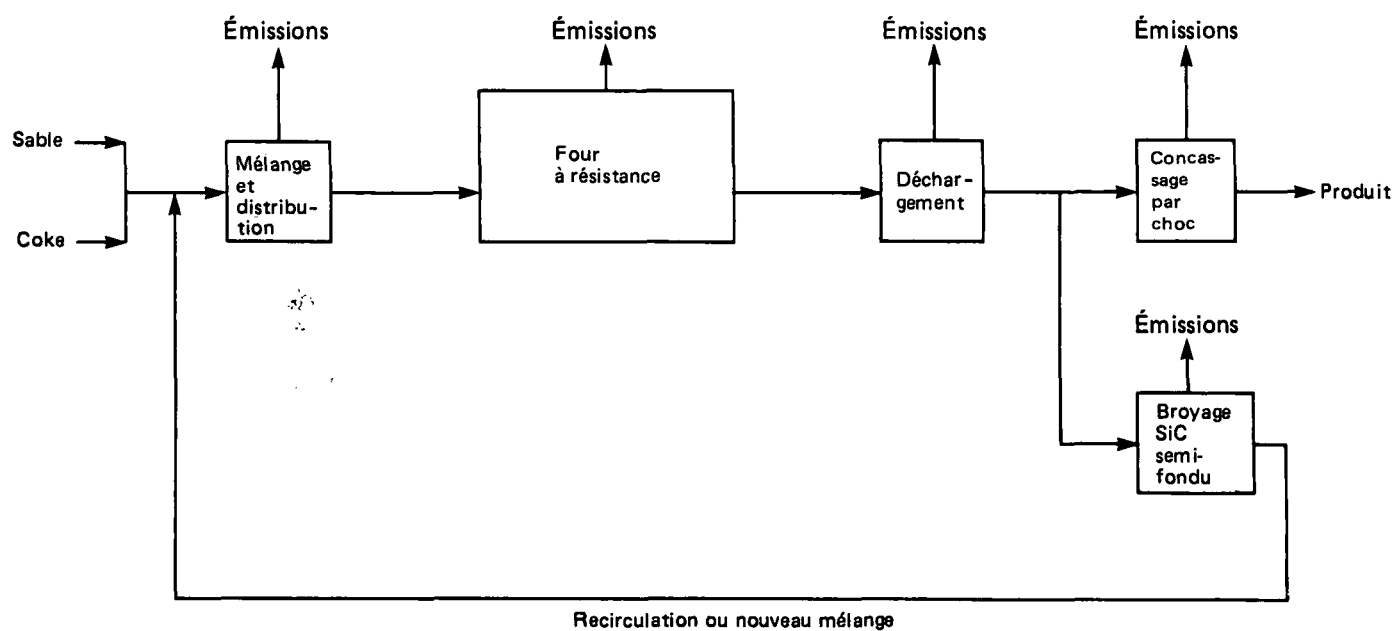 Émissions
Émissions
Émissions
Émissions
Sable
Coke
Mélange
et
distribu-
tion
Four
à résistance
Déchar-
gement
Concas-
sage
par
choc
Produit
Émissions
Broyage
SiC
semi-
fondu
Recirculation ou nouveau mélange